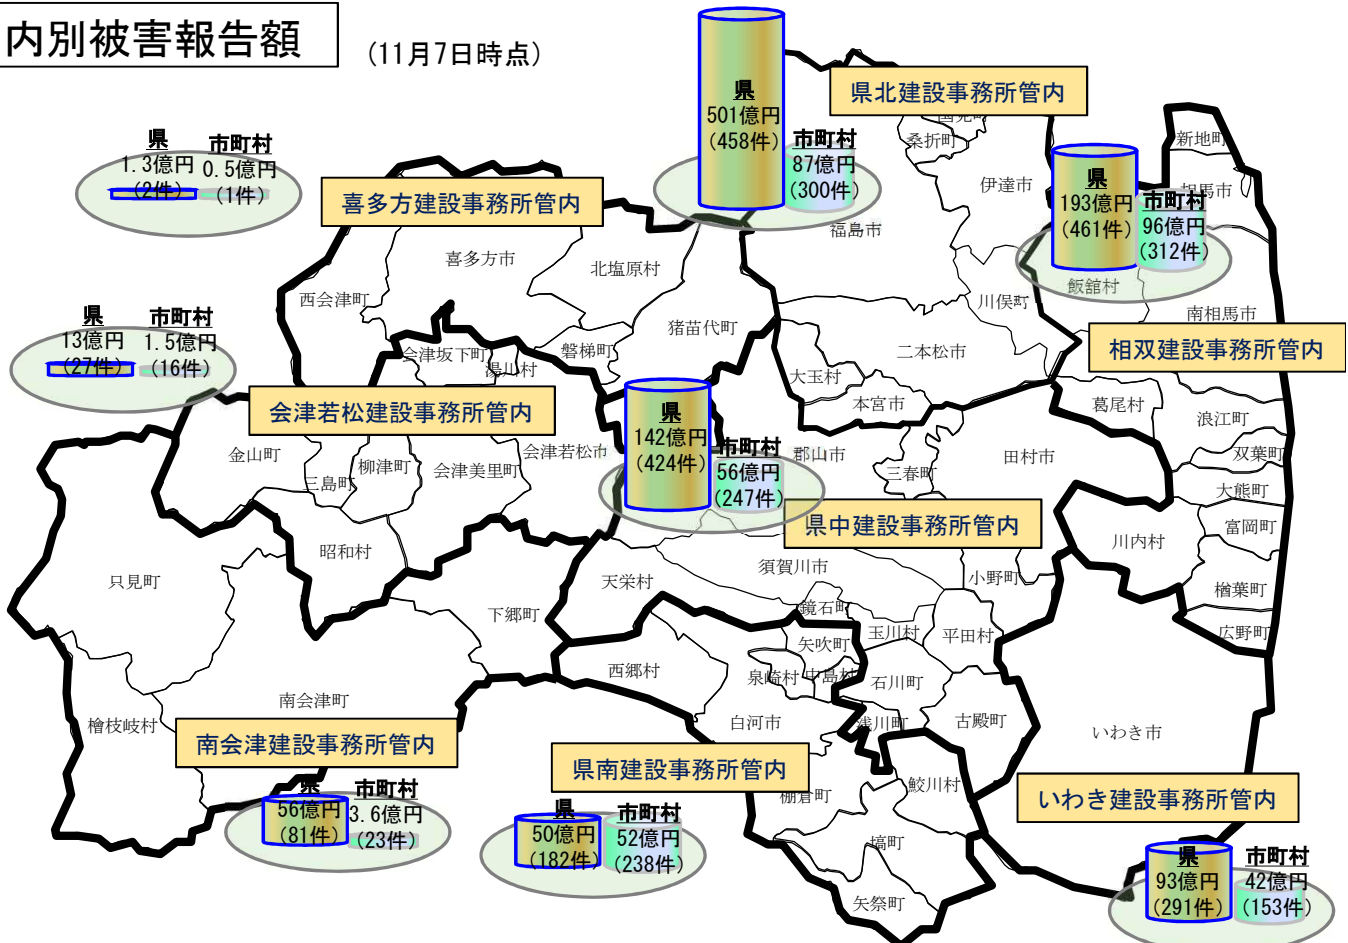 内別被害報告額
(11月7日時点)
県
501億円
(458件)
市町村
87億円
(300件)
県北建設事務所管内
桑折町
伊達市
福島市
川俣町
二本松市
大玉村
本宮市
県
1.3億円
(2件)
市町村
0.5億円
(1件)
喜多方建設事務所管内
喜多方市
北塩原村
西会津町
猪苗代町
磐梯町
県
193億円
(461件)
市町村
96億円
(312件)
新地町
相馬市
飯舘村
南相馬市
相双建設事務所管内
葛尾村
浪江町
双葉町
大熊町
富岡町
川内村
楢葉町
広野町
県
13億円
(27件)
市町村
1.5億円
(16件)
会津坂下町
湯川村
会津若松建設事務所管内
会津若松市
金山町
三島町
柳津町
会津美里町
昭和村
県
142億円
(424件)
市町村
56億円
(247件)
郡山市
三春町
田村市
県中建設事務所管内
須賀川市
天栄村
鏡石町
小野町
玉川村
平田村
石川町
浅川町
古殿町
只見町
下郷町
南会津町
檜枝岐村
南会津建設事務所管内
県
56億円
(81件)
市町村
3.6億円
(23件)
西郷村
矢吹町
泉崎村
中島村
白河市
県南建設事務所管内
棚倉町
鮫川村
塙町
矢祭町
県
50億円
(182件)
市町村
52億円
(238件)
いわき市
いわき建設事務所管内
県
93億円
(291件)
市町村
42億円
(153件)